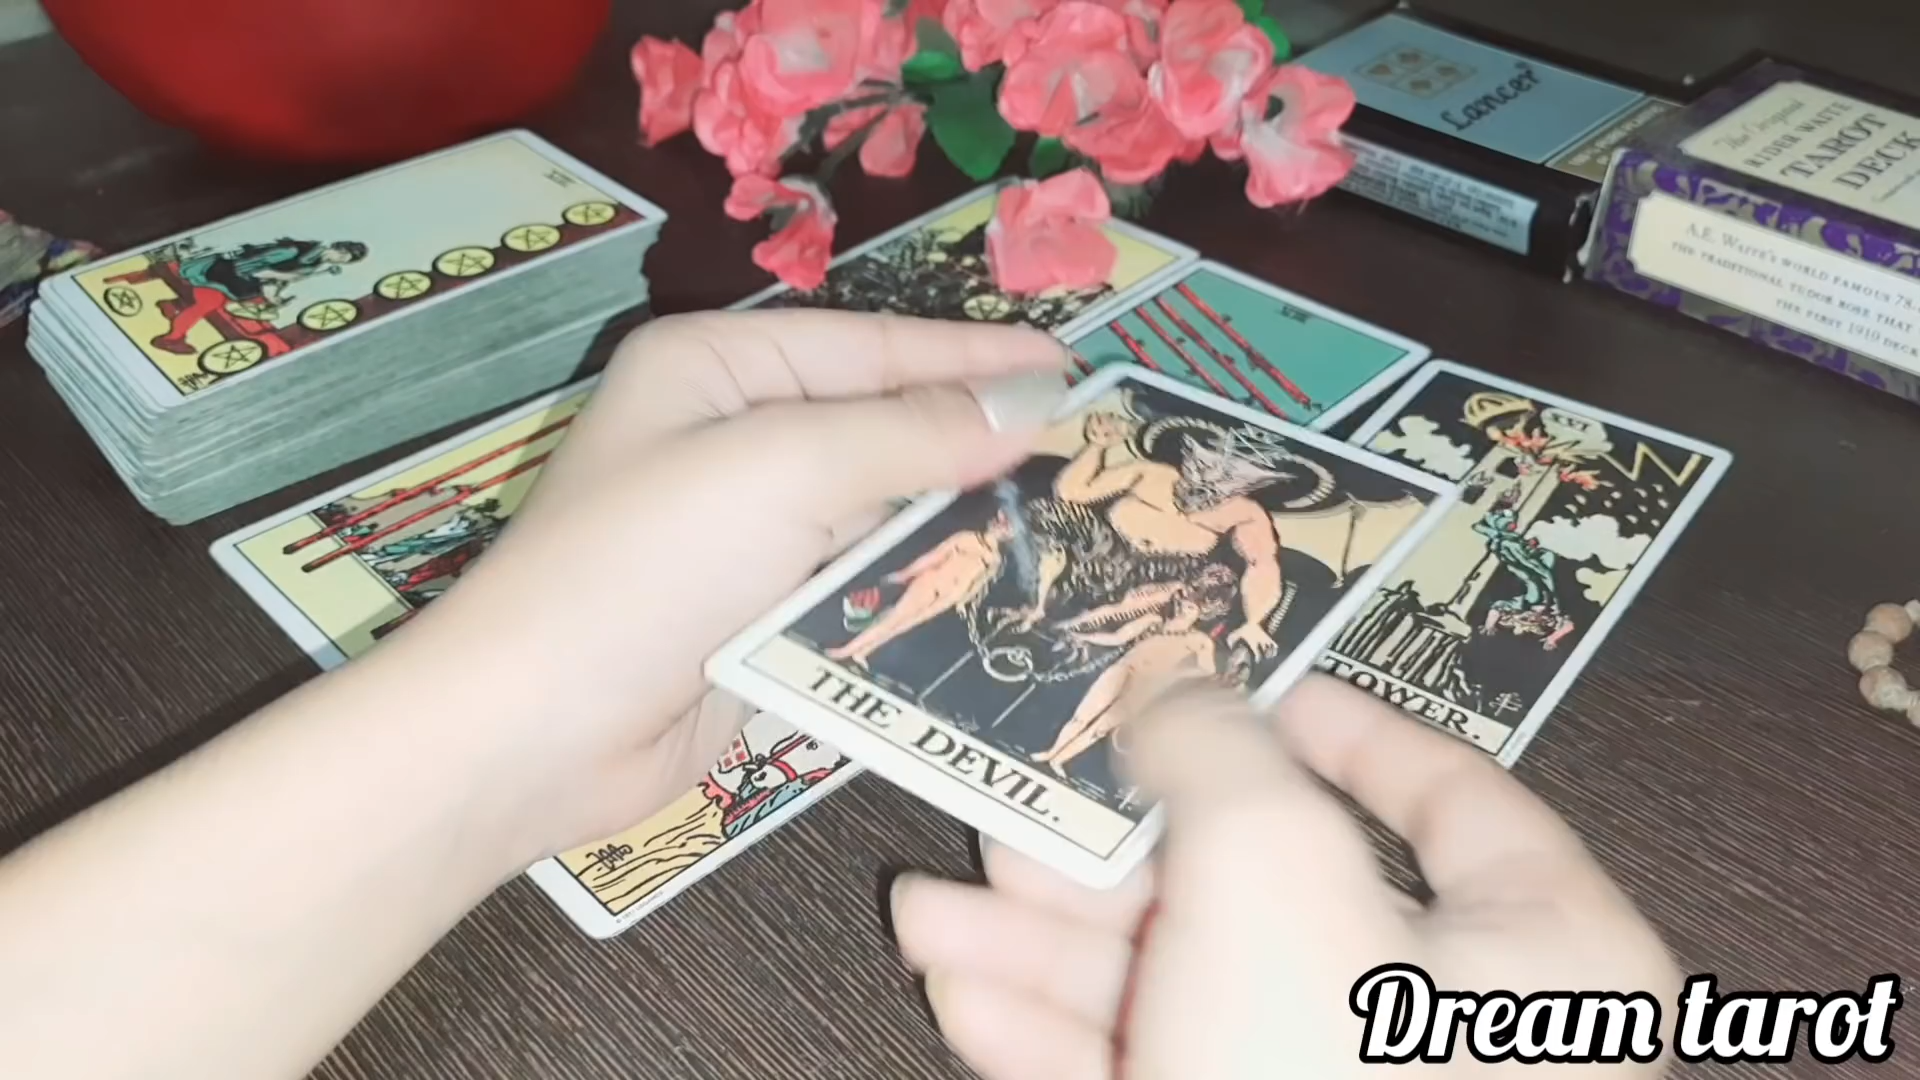 Lancer
The Original
RIDER WAITE
TAROT
DECK
A.E. WAITE'S WORLD FAMOUS 78-
THE TRADITIONAL TUDOR ROSE THAT
THE FIRST 1910 DECK
XVI
TOWER.
THE DEVIL.
Dream tarot